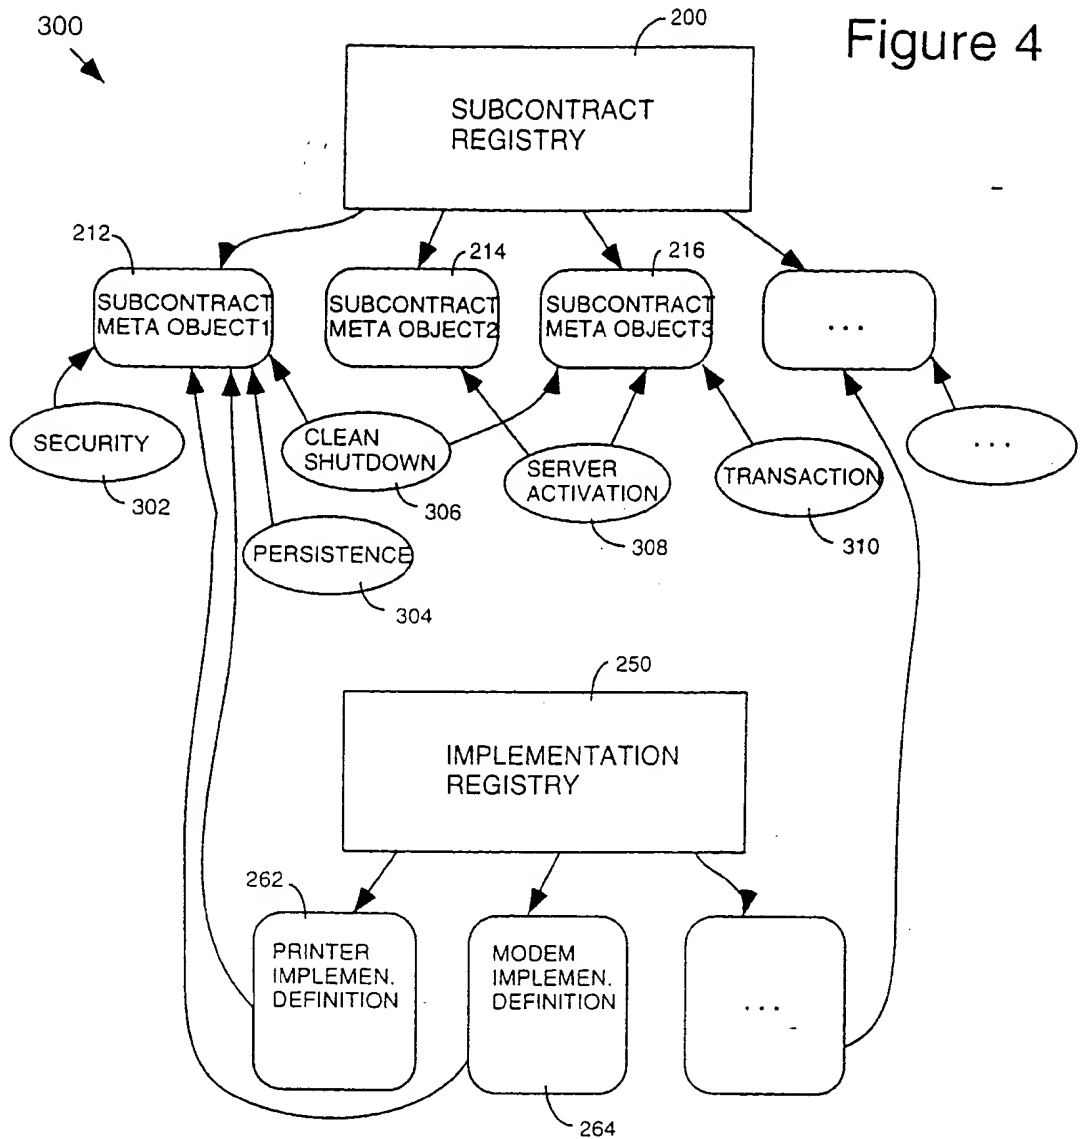 300
200
Figure 4
SUBCONTRACT
REGISTRY
212
214
216
SUBCONTRACT
META OBJECT1
SUBCONTRACT
META OBJECT2
SUBCONTRACT
META OBJECT3
...
SECURITY
302
CLEAN
SHUTDOWN
306
SERVER
ACTIVATION
308
TRANSACTION
310
...
PERSISTENCE
304
250
IMPLEMENTATION
REGISTRY
262
PRINTER
IMPLEMEN.
DEFINITION
MODEM
IMPLEMEN.
DEFINITION
264
...